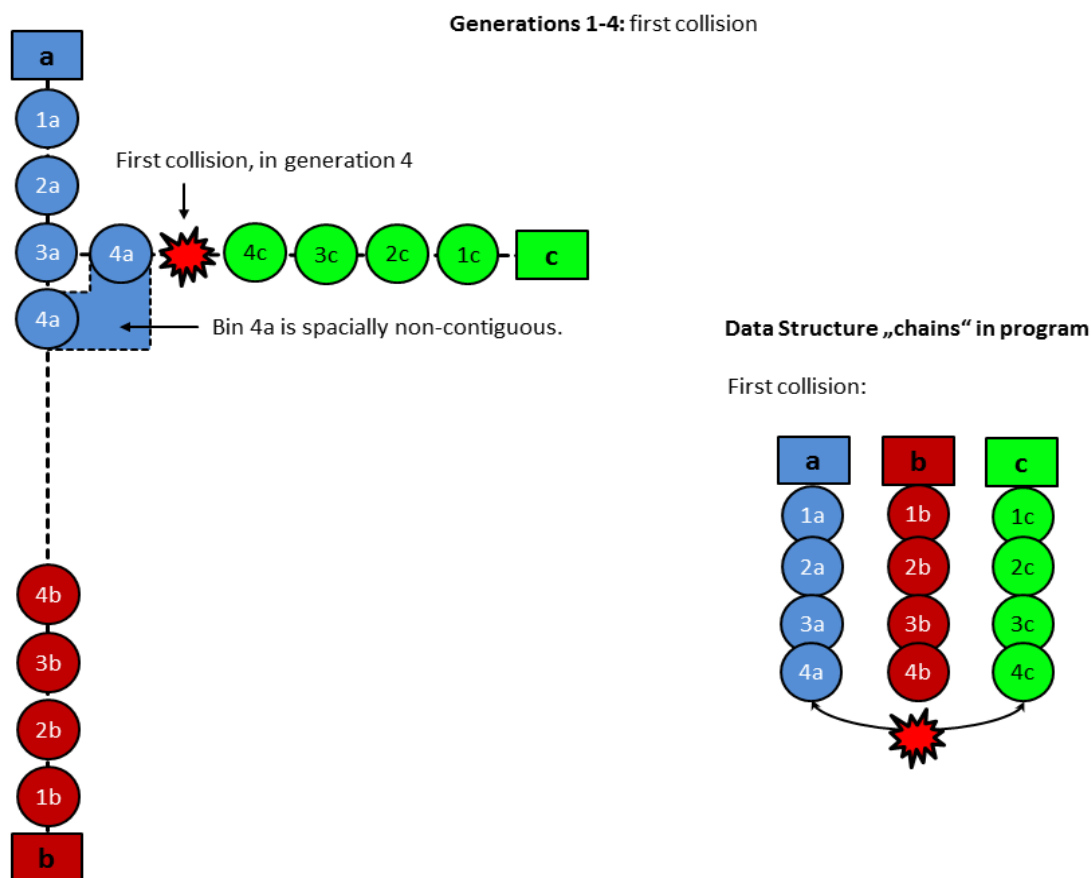 Generations 1-4: first collision
a
1a
2a
First collision, in generation 4
3a
4a
4c
3c
2c
1c
c
4a
Bin 4a is spacially non-contiguous.
4b
3b
2b
1b
b
Data Structure „chains“ in program
First collision:
a b c
1a 1b 1c
2a 2b 2c
3a 3b 3c
4a 4b 4c